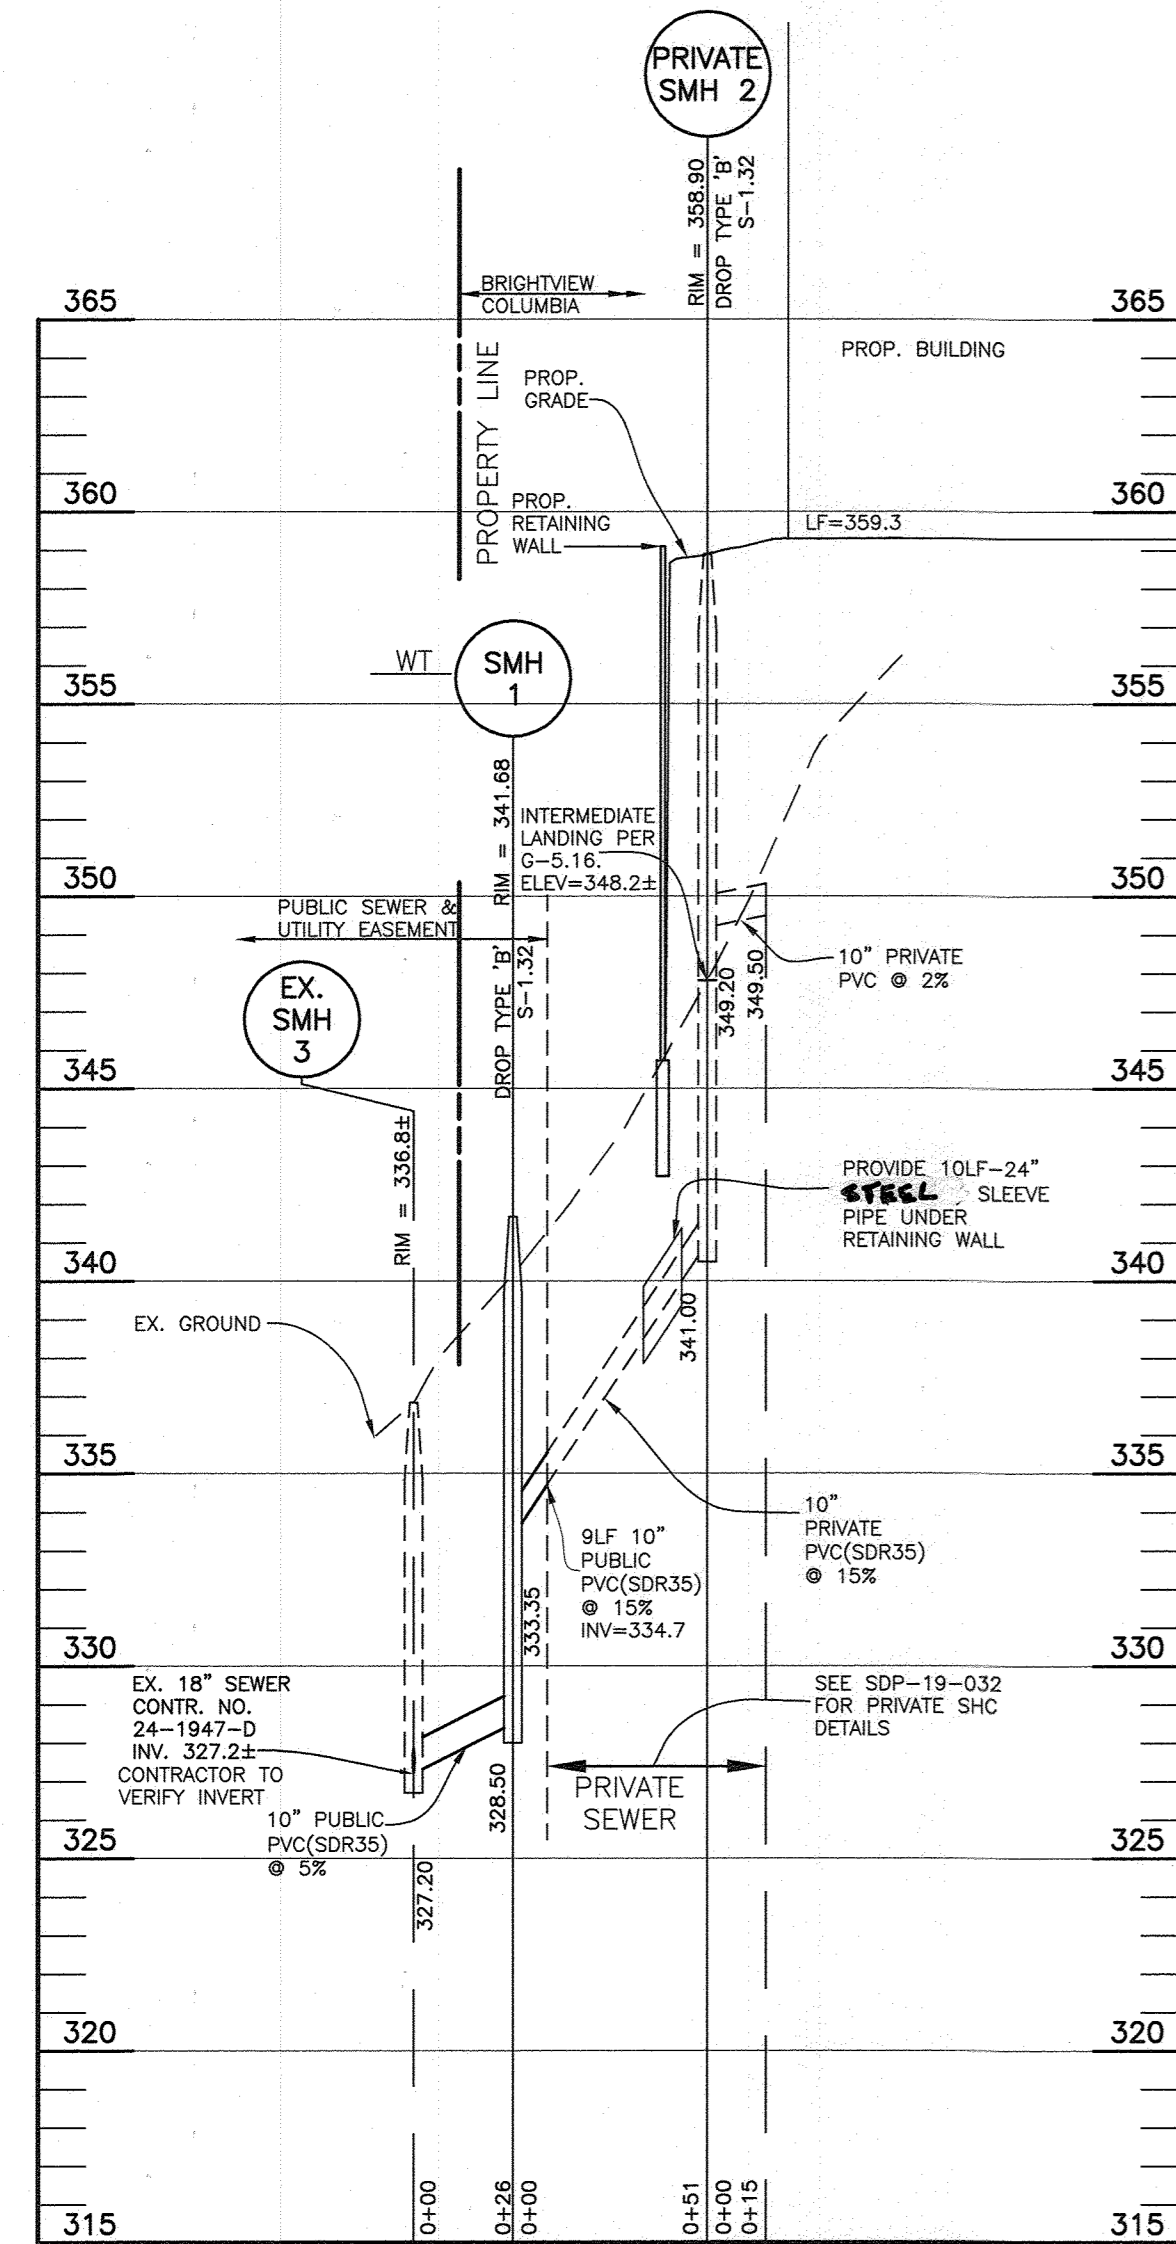 PRIVATE
SMH 2
RIM = 358.90
DROP TYPE 'B'
S-1.32
BRIGHTVIEW
COLUMBIA
365
365
PROPERTY LINE
PROP.
GRADE
PROP. BUILDING
360
360
PROP.
RETAINING
WALL
LF=359.3
WT
SMH
1
355
355
RIM = 341.68
DROP TYPE 'B'
S-1.32
INTERMEDIATE
LANDING PER
G-5.16.
ELEV=348.2±
350
350
PUBLIC SEWER &
UTILITY EASEMENT
10" PRIVATE
PVC @ 2%
349.20
349.50
EX.
SMH
3
345
345
RIM = 336.8±
PROVIDE 10LF-24"
STEEL SLEEVE
PIPE UNDER
RETAINING WALL
340
340
341.00
EX. GROUND
335
335
10"
PRIVATE
PVC(SDR35)
@ 15%
9LF 10"
PUBLIC
PVC(SDR35)
@ 15%
INV=334.7
333.35
330
330
EX. 18" SEWER
CONTR. NO.
24-1947-D
INV. 327.2±
CONTRACTOR TO
VERIFY INVERT
SEE SDP-19-032
FOR PRIVATE SHC
DETAILS
PRIVATE
SEWER
328.50
10" PUBLIC
PVC(SDR35)
@ 5%
325
325
327.20
320
320
0+00
0+26
0+00
0+51
0+00
0+15
315
315